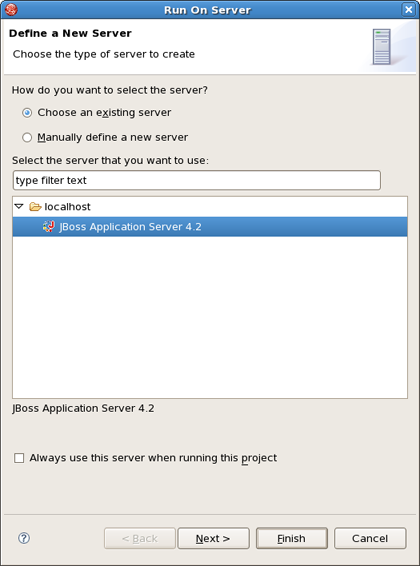 Run On Server
Define a New Server
Choose the type of server to create
How do you want to select the server?
Choose an existing server
Manually define a new server
Select the server that you want to use:
type filter text
localhost
JBoss Application Server 4.2
JBoss Application Server 4.2
Always use this server when running this project
? < Back Next > Finish Cancel